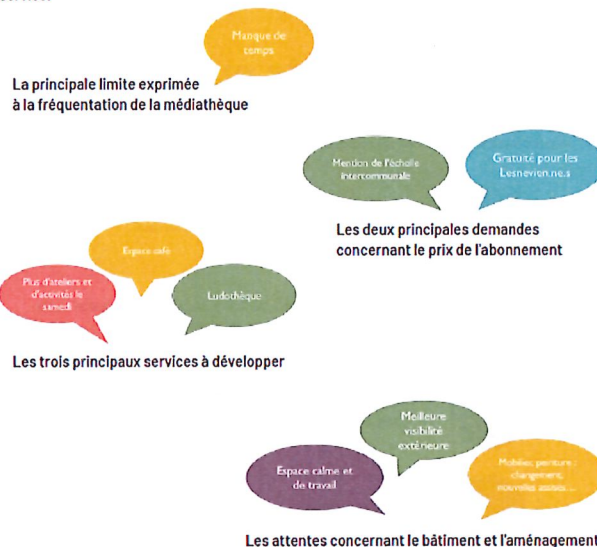 Manque de
temps
La principale limite exprimée
à la fréquentation de la médiathèque
Mention de l'échelle
intercommunale
Gratuité pour les
Lesnevien.ne.s
Les deux principales demandes
concernant le prix de l'abonnement
Espace café
Plus d'ateliers et
d'activités le
samedi
Ludothèque
Les trois principaux services à développer
Meilleure
visibilité
extérieure
Espace calme et
de travail
Mobilier, peinture :
changement,
nouvelles assises...
Les attentes concernant le bâtiment et l'aménagement